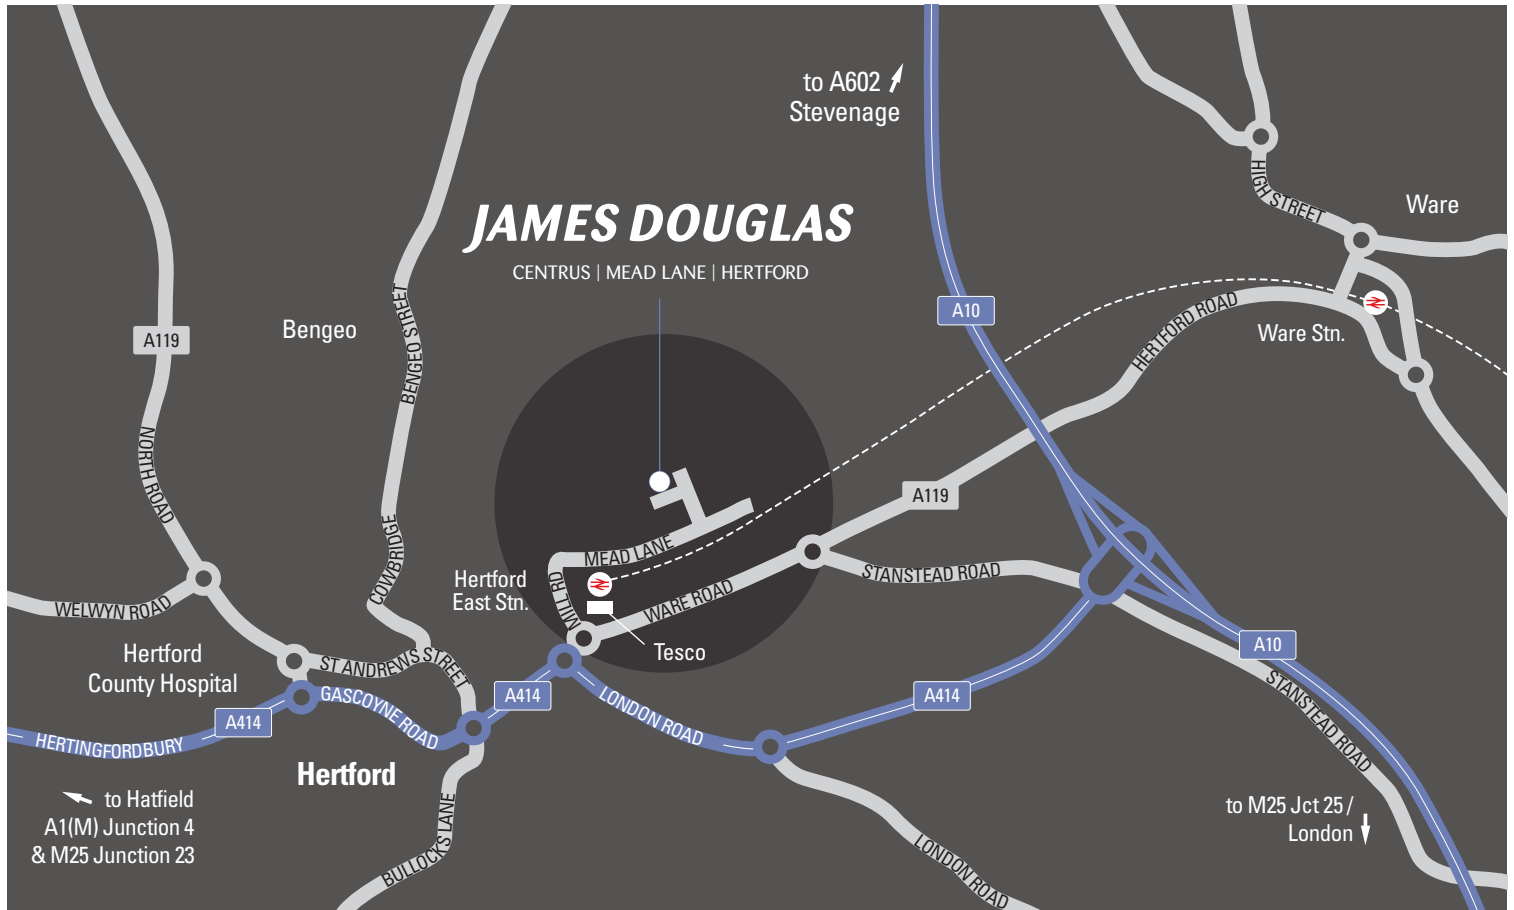 to A602
Stevenage
HIGH STREET
Ware
JAMES DOUGLAS
CENTRUS | MEAD LANE | HERTFORD
A10
HERTFORD ROAD
Ware Stn.
Bengeo
BENGEO STREET
A119
NORTH ROAD
A119
COWBRIDGE
MEAD LANE
Hertford
East Stn.
MILL RD
WARE ROAD
STANSTEAD ROAD
WELWYN ROAD
Tesco
A10
Hertford
County Hospital
ST ANDREWS STREET
GASCOYNE ROAD
A414
A414
LONDON ROAD
A414
STANSTEAD ROAD
HERTINGFORDBURY
Hertford
to Hatfield
A1(M) Junction 4
& M25 Junction 23
BULLOCKS LANE
LONDON ROAD
to M25 Jct 25 /
London